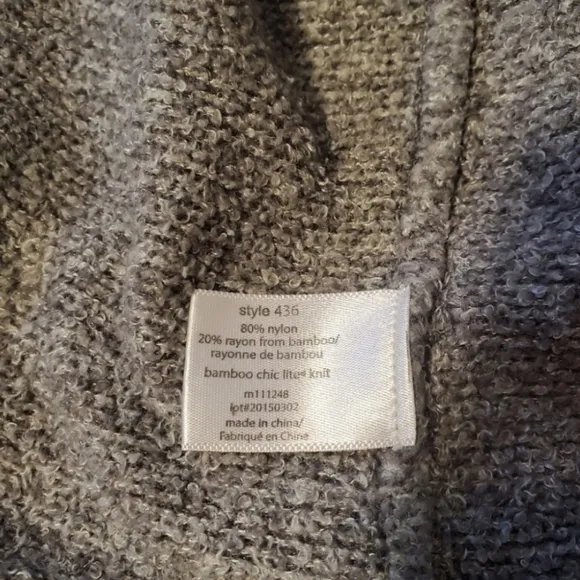 style 436
80% nylon
20% rayon from bamboo/
rayonne de bambou
bamboo chic lite® knit
m111248
lot#20150302
made in china/
Fabriqué en Chine